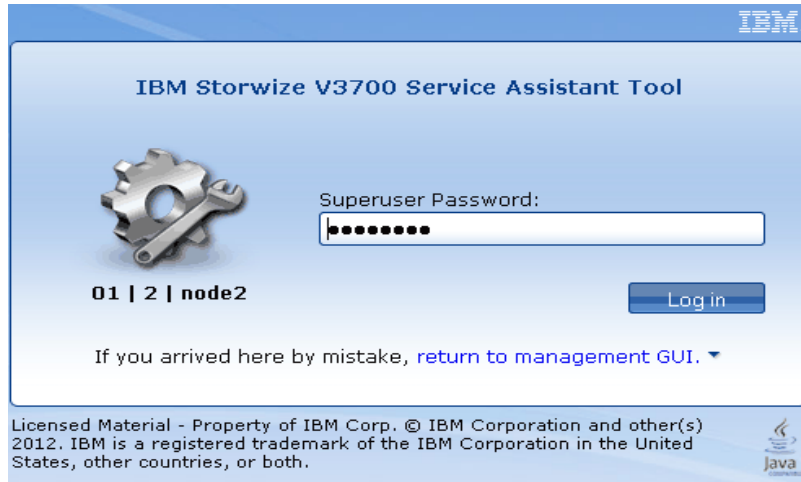 IBM
IBM Storwize V3700 Service Assistant Tool
Superuser Password:
●●●●●●●●
01 | 2 | node2
Log in
If you arrived here by mistake, return to management GUI.
Licensed Material - Property of IBM Corp. © IBM Corporation and other(s)
2012. IBM is a registered trademark of the IBM Corporation in the United
States, other countries, or both.
Java